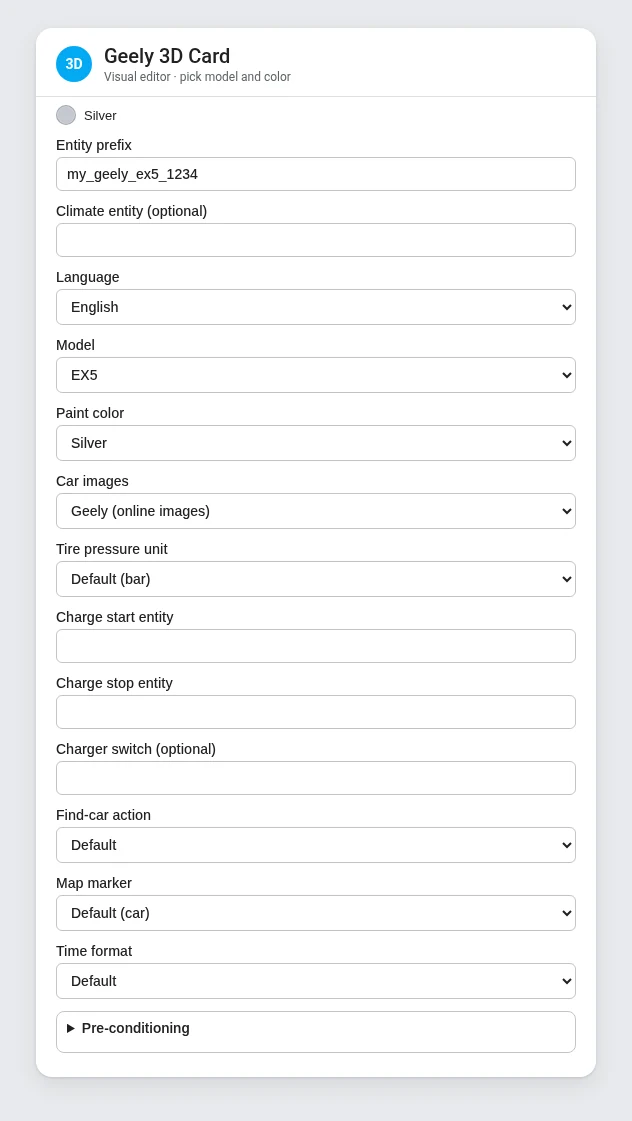 3D
Geely 3D Card
Visual editor · pick model and color
Silver
Entity prefix
my_geely_ex5_1234
Climate entity (optional)
Language
English
Model
EX5
Paint color
Silver
Car images
Geely (online images)
Tire pressure unit
Default (bar)
Charge start entity
Charge stop entity
Charger switch (optional)
Find-car action
Default
Map marker
Default (car)
Time format
Default
Pre-conditioning